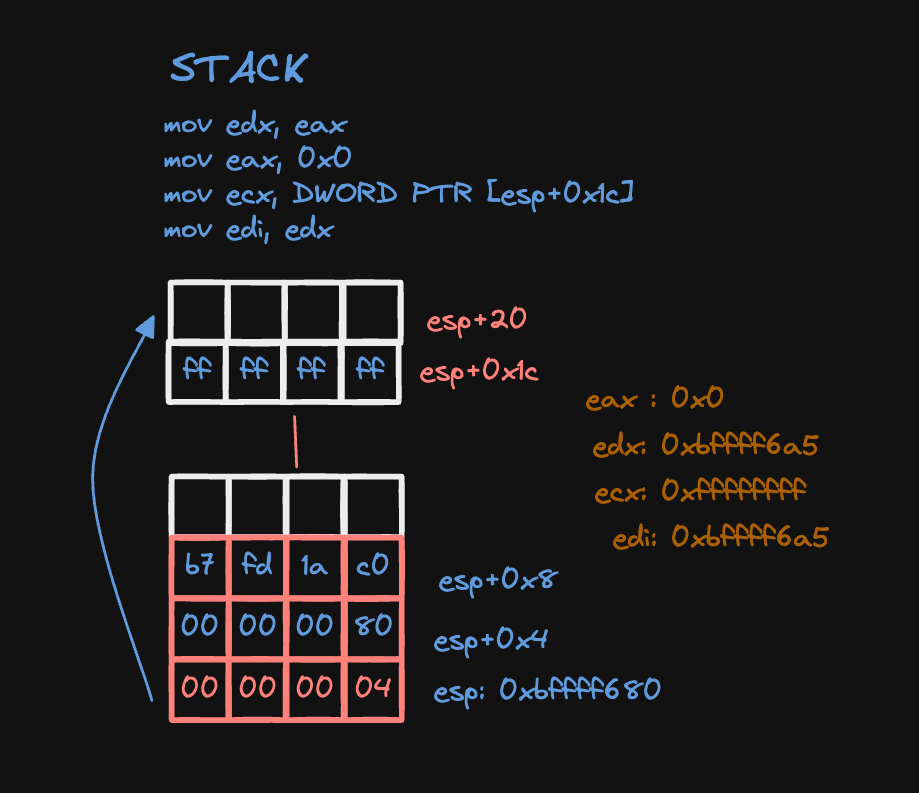 STACK
mov edx, eax
mov eax, 0x0
mov ecx, DWORD PTR [esp+0x1c]
mov edi, edx
esp+20
ff ff ff ff esp+0x1c
eax : 0x0
edx: 0xbffff6a5
ecx: 0xffffffff
edi: 0xbffff6a5
b7 fd 1a c0 esp+0x8
00 00 00 80 esp+0x4
00 00 00 04 esp: 0xbffff680